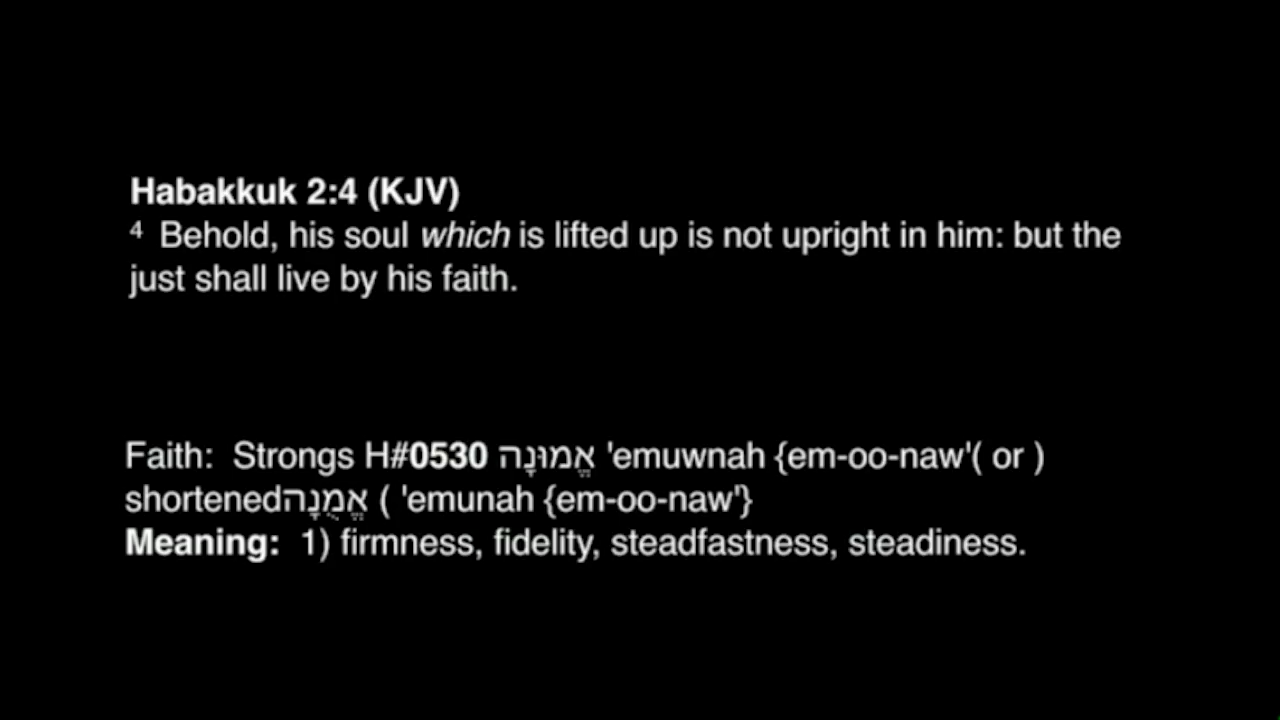 Habakkuk 2:4 (KJV)
4 Behold, his soul which is lifted up is not upright in him: but the
just shall live by his faith.
Faith: Strongs H#0530 אֱמוּנָה 'emuwnah {em-oo-naw'( or )
shortenedאֱמֻנָה ( 'emunah {em-oo-naw'}
Meaning: 1) firmness, fidelity, steadfastness, steadiness.